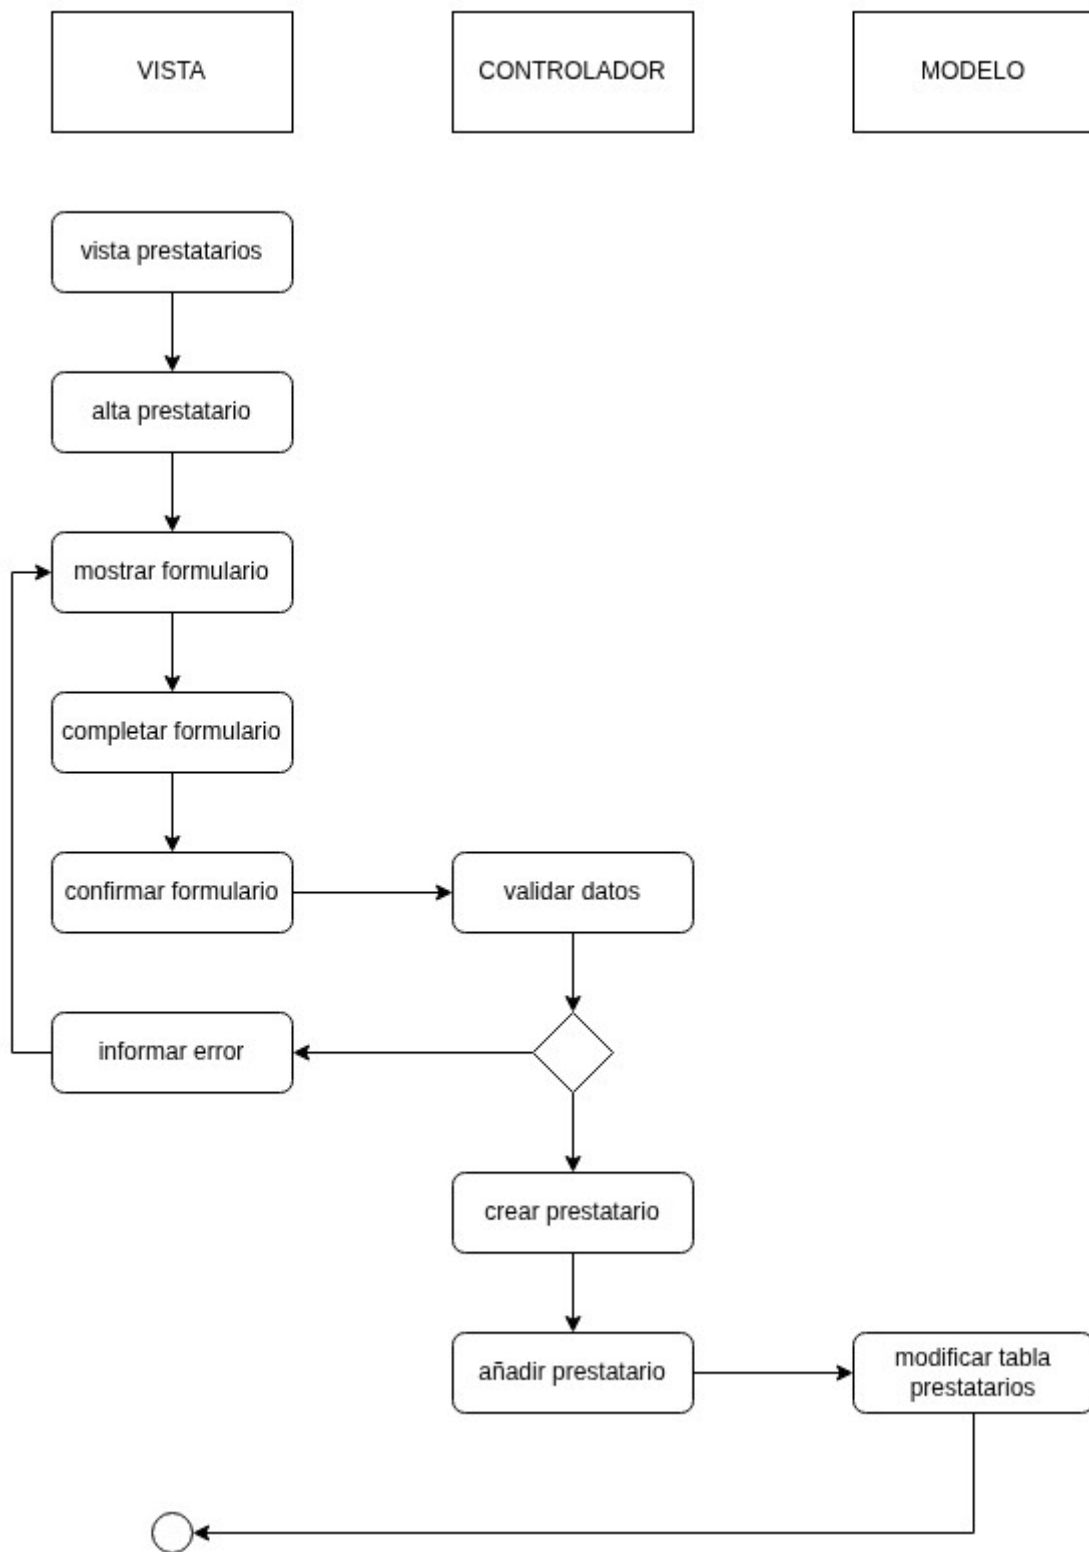 VISTA
CONTROLADOR
MODELO
vista prestatarios
alta prestatario
mostrar formulario
completar formulario
confirmar formulario
validar datos
informar error
crear prestatario
añadir prestatario
modificar tabla
prestatarios